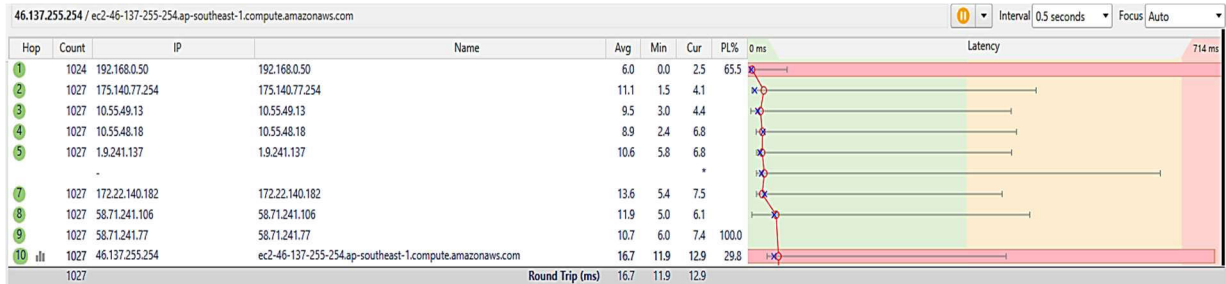 46.137.255.254 / ec2-46-137-255-254.ap-southeast-1.compute.amazonaws.com Interval 0.5 seconds Focus Auto
Hop Count IP Name Avg Min Cur PL% 0 ms Latency 714 ms
1 1024 192.168.0.50 192.168.0.50 6.0 0.0 2.5 65.5
2 1027 175.140.77.254 175.140.77.254 11.1 1.5 4.1
3 1027 10.55.49.13 10.55.49.13 9.5 3.0 4.4
4 1027 10.55.48.18 10.55.48.18 8.9 2.4 6.8
5 1027 1.9.241.137 1.9.241.137 10.6 5.8 6.8
- *
7 1027 172.22.140.182 172.22.140.182 13.6 5.4 7.5
8 1027 58.71.241.106 58.71.241.106 11.9 5.0 6.1
9 1027 58.71.241.77 58.71.241.77 10.7 6.0 7.4 100.0
10 1027 46.137.255.254 ec2-46-137-255-254.ap-southeast-1.compute.amazonaws.com 16.7 11.9 12.9 29.8
1027 Round Trip (ms) 16.7 11.9 12.9